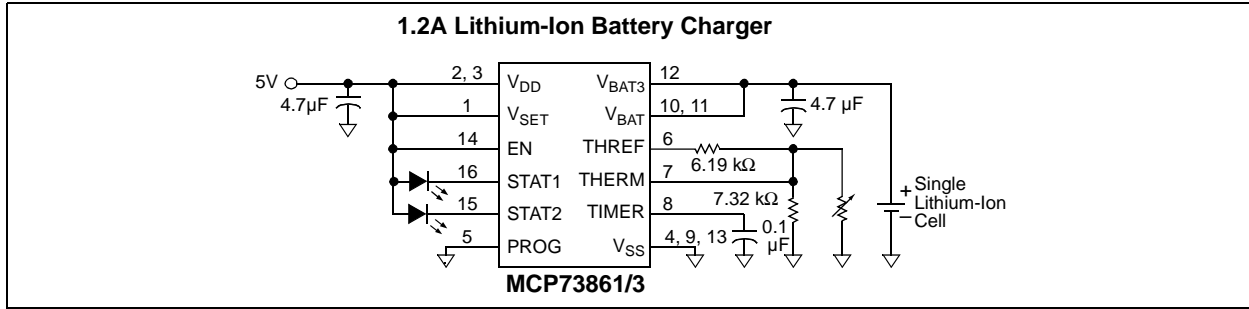 1.2A Lithium-Ion Battery Charger
5V
4.7µF
2, 3
VDD
1
VSET
14
EN
16
STAT1
15
STAT2
5
PROG
VBAT3
12
VBAT
10, 11
4.7 µF
THREF
6
6.19 kΩ
THERM
7
7.32 kΩ
TIMER
8
0.1
µF
VSS
4, 9, 13
+ Single
Lithium-Ion
– Cell
MCP73861/3